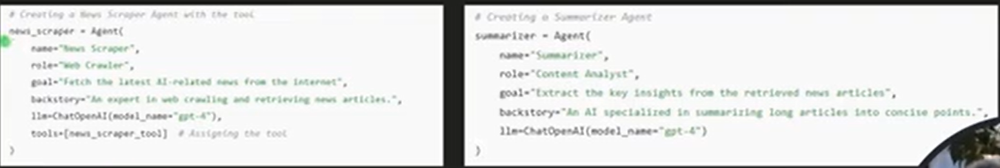 # Creating a News Scraper Agent with the tool
news_scraper = Agent(
name="News Scraper",
role="Web Crawler",
goal="Fetch the latest AI-related news from the internet",
backstory="An expert in web crawling and retrieving news articles.",
llm=ChatOpenAI(model_name="gpt-4"),
tools=[news_scraper_tool] # Assigning the tool
)
# Creating a Summarizer Agent
summarizer = Agent(
name="Summarizer",
role="Content Analyst",
goal="Extract the key insights from the retrieved news articles",
backstory="An AI specialized in summarizing long articles into concise points.",
llm=ChatOpenAI(model_name="gpt-4")
)